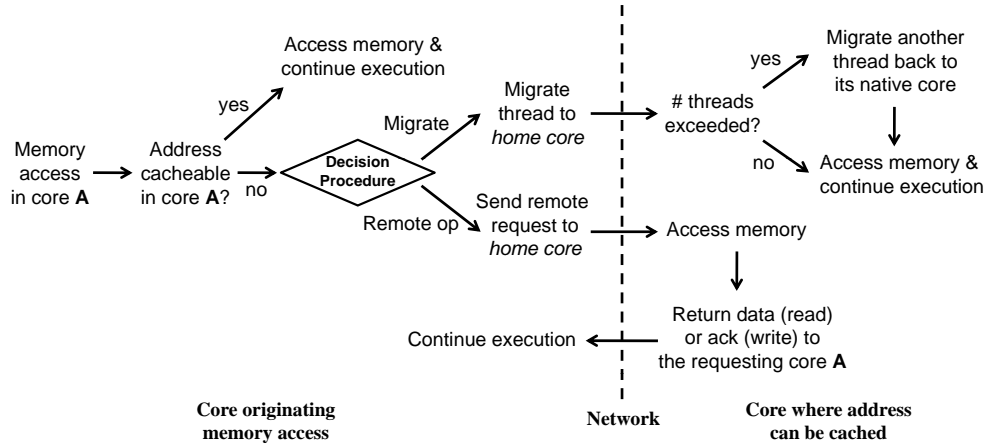 Memory
access
in core A
Address
cacheable
in core A?
yes
Access memory &
continue execution
no
Decision
Procedure
Migrate
Migrate
thread to
home core
# threads
exceeded?
yes
Migrate another
thread back to
its native core
no
Access memory &
continue execution
Remote op
Send remote
request to
home core
Access memory
Return data (read)
or ack (write) to
the requesting core A
Continue execution
Core originating
memory access
Network
Core where address
can be cached